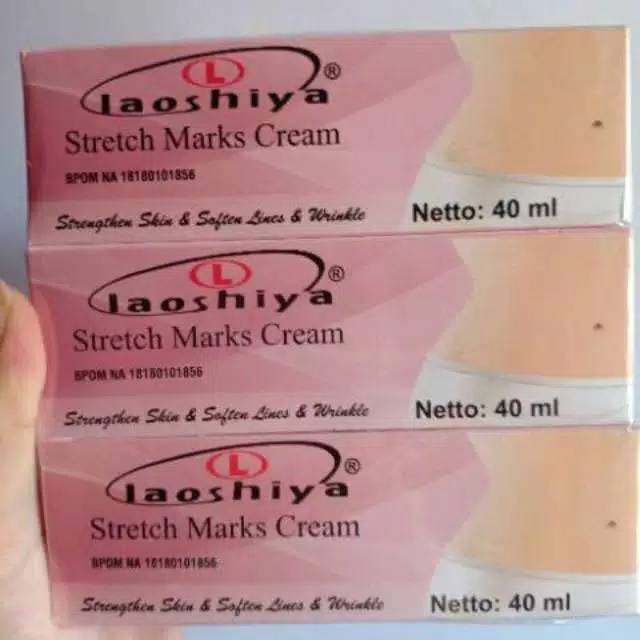 L
laoshiya®
Stretch Marks Cream
BPOM NA 18180101856
Strengthen Skin & Soften Lines & Wrinkle
Netto: 40 ml
L
laoshiya®
Stretch Marks Cream
BPOM NA 18180101856
Strengthen Skin & Soften Lines & Wrinkle
Netto: 40 ml
L
laoshiya®
Stretch Marks Cream
BPOM NA 18180101856
Strengthen Skin & Soften Lines & Wrinkle
Netto: 40 ml